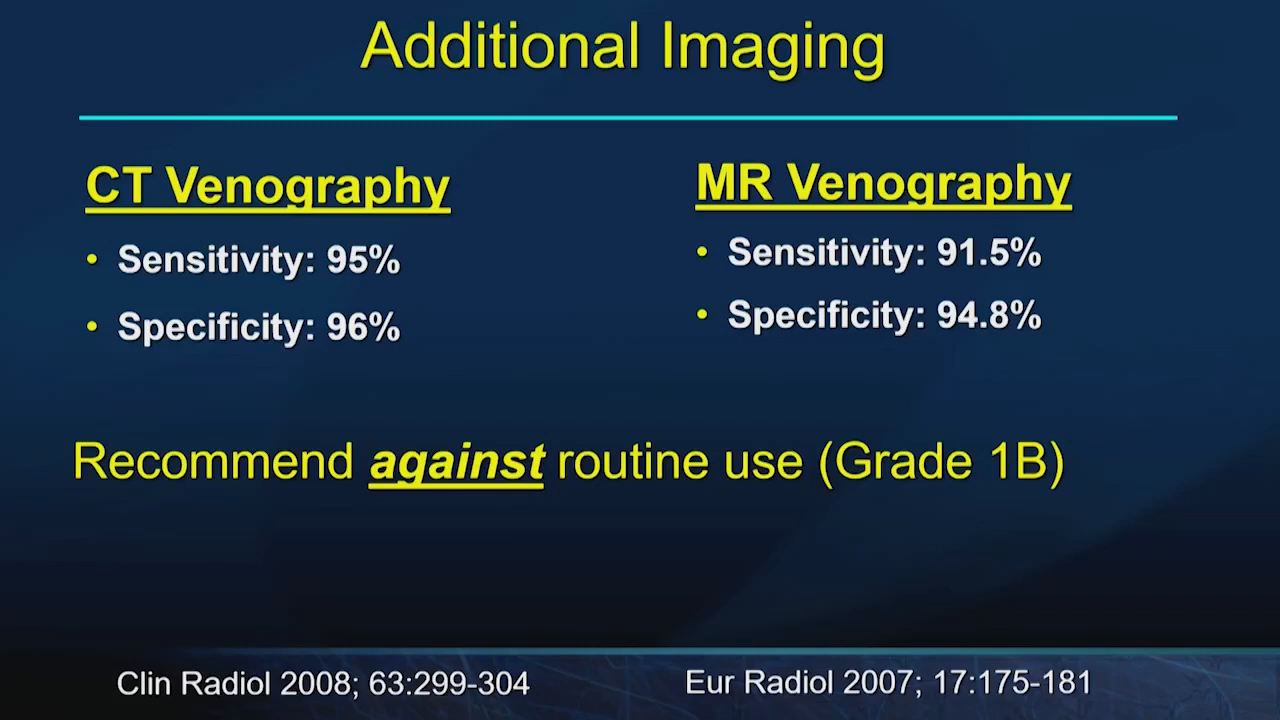 Additional Imaging
CT Venography
• Sensitivity: 95%
• Specificity: 96%
MR Venography
• Sensitivity: 91.5%
• Specificity: 94.8%
Recommend against routine use (Grade 1B)
Clin Radiol 2008; 63:299-304
Eur Radiol 2007; 17:175-181